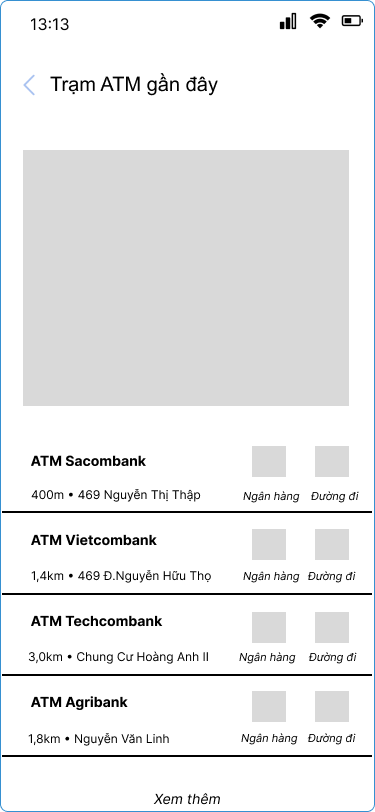 13:13
Trạm ATM gần đây
ATM Sacombank
400m • 469 Nguyễn Thị Thập
Ngân hàng
Đường đi
ATM Vietcombank
1,4km • 469 Đ.Nguyễn Hữu Thọ
Ngân hàng
Đường đi
ATM Techcombank
3,0km • Chung Cư Hoàng Anh II
Ngân hàng
Đường đi
ATM Agribank
1,8km • Nguyễn Văn Linh
Ngân hàng
Đường đi
Xem thêm